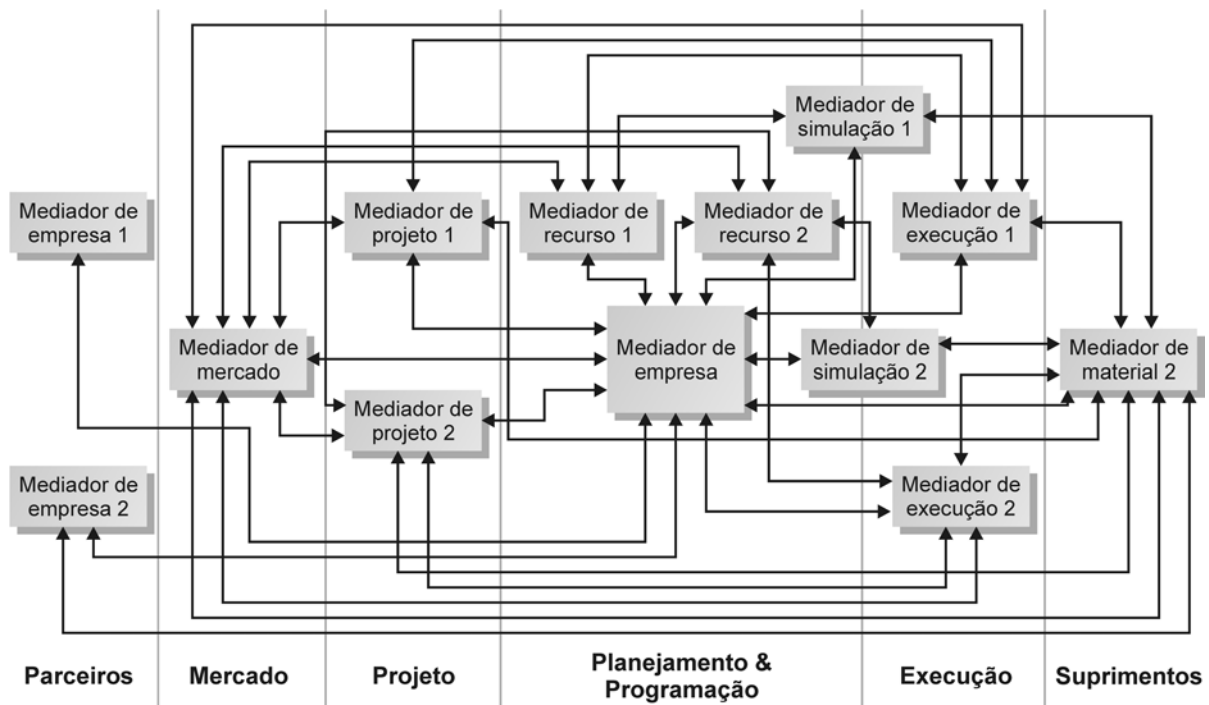 Mediador de
simulação 1
Mediador de
empresa 1
Mediador de
projeto 1
Mediador de
recurso 1
Mediador de
recurso 2
Mediador de
execução 1
Mediador de
mercado
Mediador de
empresa
Mediador de
simulação 2
Mediador de
material 2
Mediador de
projeto 2
Mediador de
empresa 2
Mediador de
execução 2
Parceiros
Mercado
Projeto
Planejamento &
Programação
Execução
Suprimentos